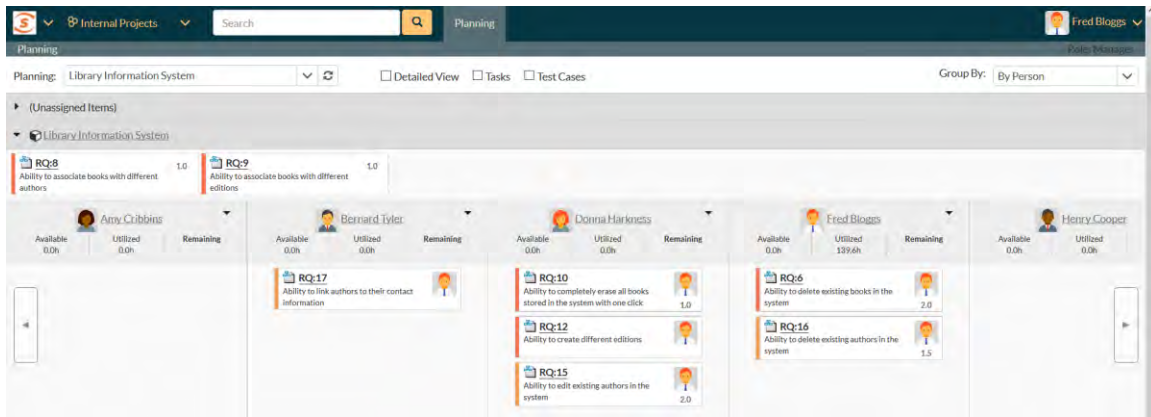 Internal Projects Search Planning Fred Bloggs
Planning Roles Manager
Planning: Library Information System Detailed View Tasks Test Cases Group By: By Person
(Unassigned Items)
Library Information System
RQ:8 1.0 RQ:9 1.0
Ability to associate books with different Ability to associate books with different
authors editions
Amy Cribbins Bernard Tyler Donna Harkness Fred Bloggs Henry Cooper
Available Utilized Remaining Available Utilized Remaining Available Utilized Remaining Available Utilized Remaining Available Utilized
0.0h 0.0h 0.0h 0.0h 0.0h 0.0h 0.0h 139.6h 0.0h 0.0h
RQ:17 RQ:10 RQ:6
Ability to link authors to their contact Ability to completely erase all books Ability to delete existing books in the
information stored in the system with one click 1.0 system 2.0
RQ:12 RQ:16
Ability to create different editions Ability to delete existing authors in the
system 1.5
RQ:15
Ability to edit existing authors in the
system 2.0